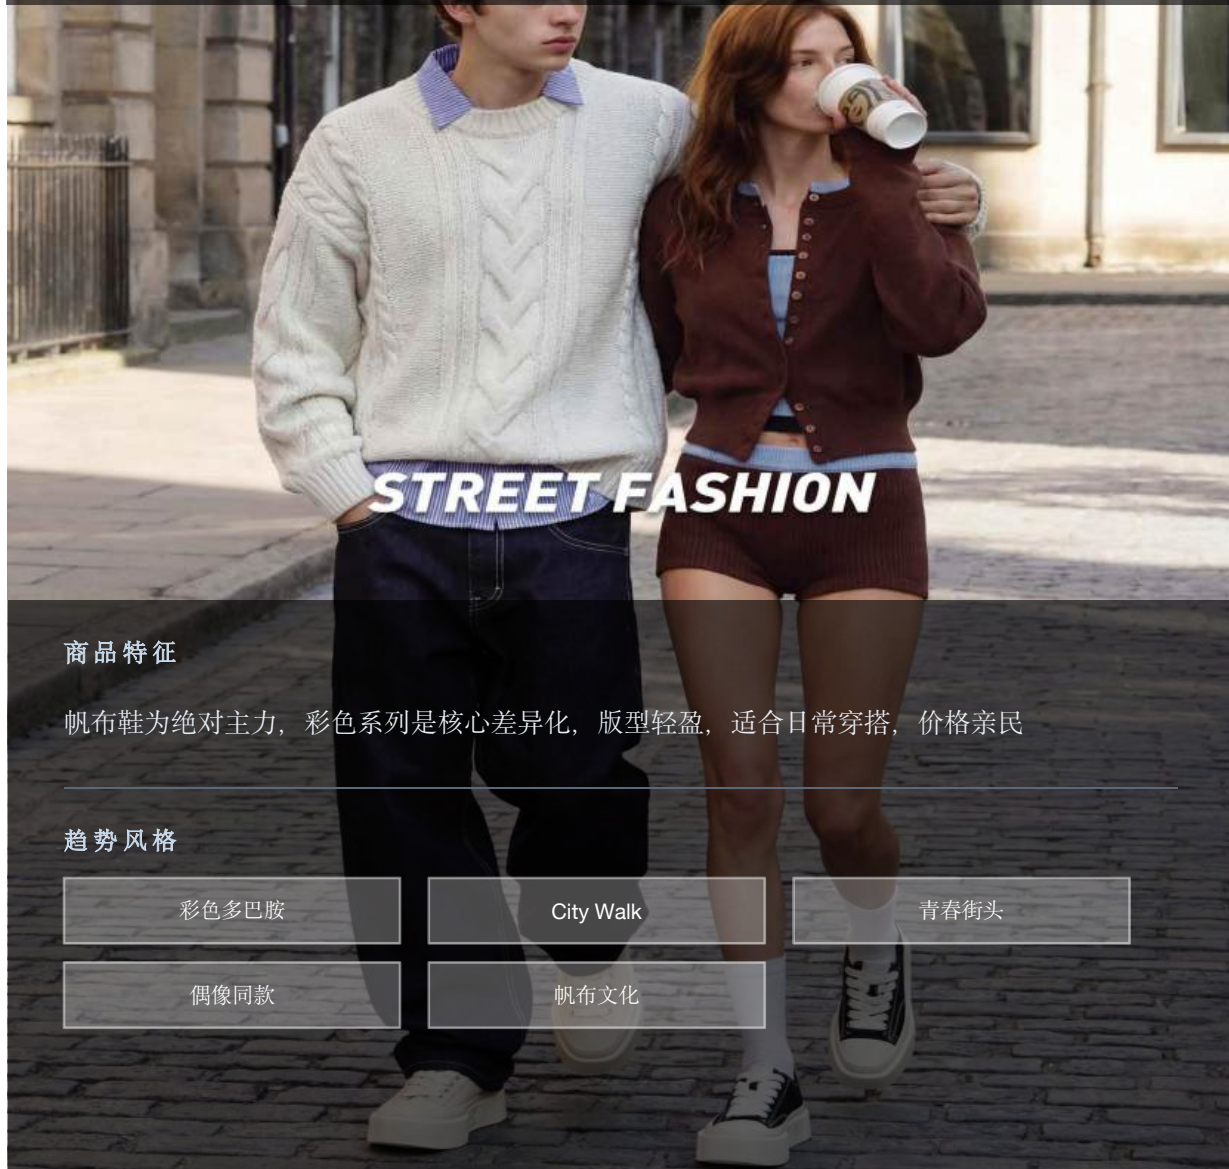 STREET FASHION
商品特征
帆布鞋为绝对主力，彩色系列是核心差异化，版型轻盈，适合日常穿搭，价格亲民
趋势风格
彩色多巴胺
City Walk
青春街头
偶像同款
帆布文化